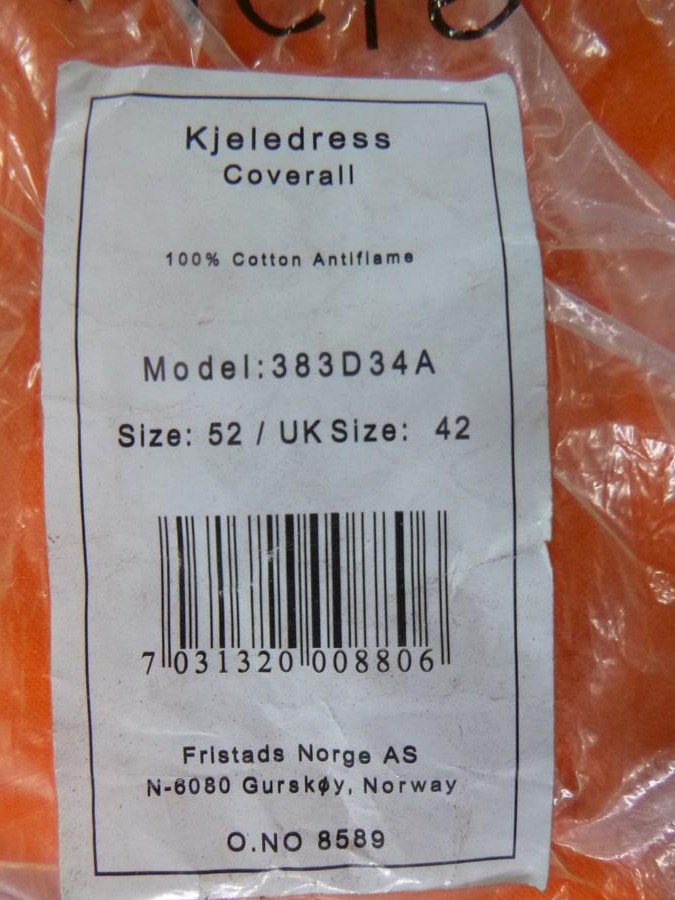 Kjeledress
Coverall
100% Cotton Antiflame
Model:383D34A
Size: 52 / UK Size: 42
7 031320 008806
Fristads Norge AS
N-6080 Gurskøy, Norway
O.NO 8589